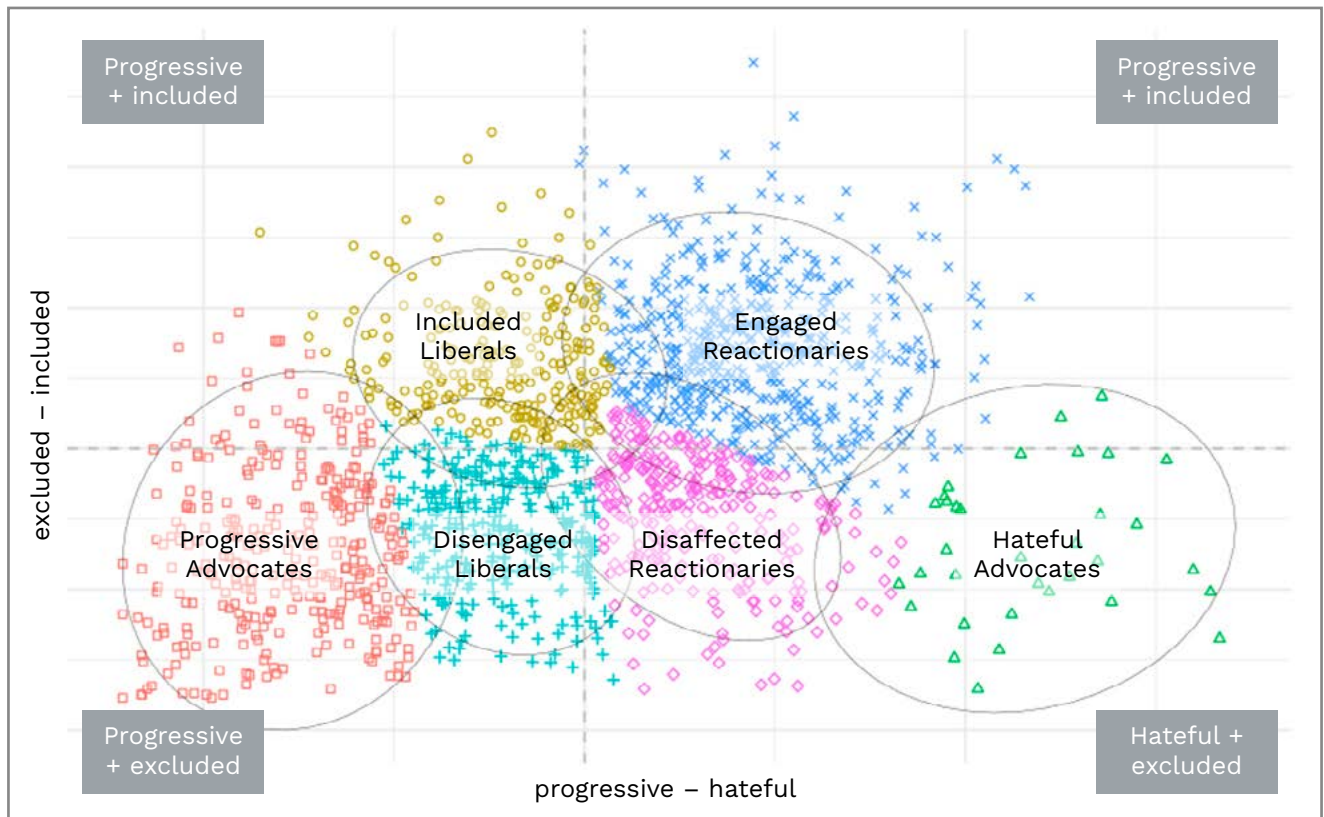 Progressive
+ included
Progressive
+ included
excluded – included
Included
Liberals
Engaged
Reactionaries
Progressive
Advocates
Disengaged
Liberals
Disaffected
Reactionaries
Hateful
Advocates
Progressive
+ excluded
Hateful +
excluded
progressive – hateful